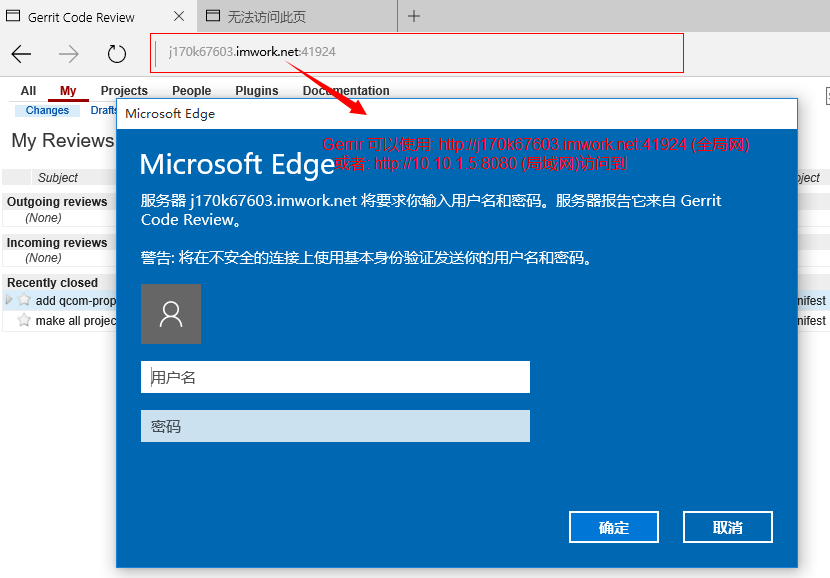 Gerrit Code Review
无法访问此页
j170k67603.imwork.net:41924
All My Projects People Plugins Documentation
Changes Drafts
Microsoft Edge
My Reviews
Gerrir 可以使用 http://j170k67603.imwork.net:41924 (全局网)
或者: http://10.10.1.5:8080 (局域网)访问到
Microsoft Edge
Subject
oject
服务器 j170k67603.imwork.net 将要求你输入用户名和密码。服务器报告它来自 Gerrit
Code Review。
Outgoing reviews
(None)
Incoming reviews
(None)
警告: 将在不安全的连接上使用基本身份验证发送你的用户名和密码。
Recently closed
add qcom-prop
nifest
make all projec
nifest
用户名
密码
确定
取消